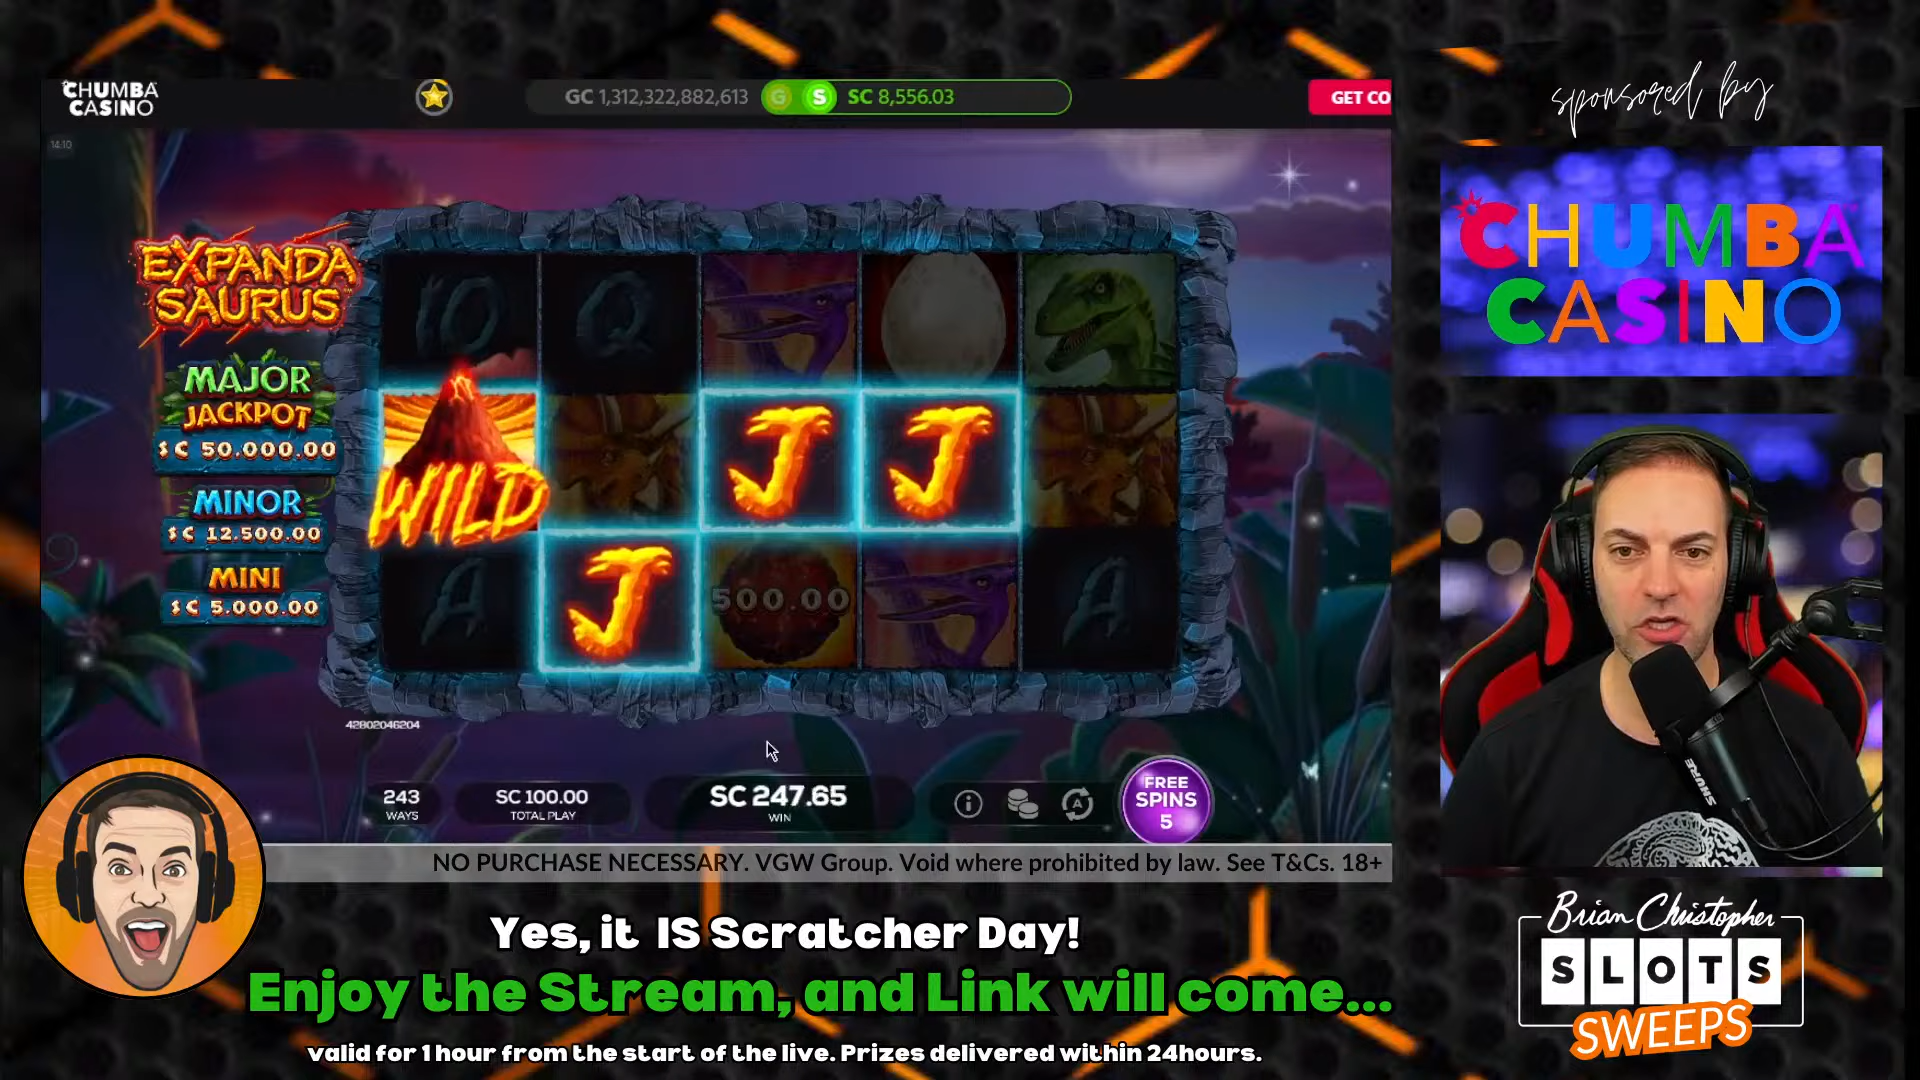 CHUMBA CASINO
GC 1,312,322,882,613
G S
SC 8,556.03
GET CO
14:10
EXPANDA
SAURUS
MAJOR
JACKPOT
SC 50,000.00
MINOR
SC 12,500.00
MINI
SC 5,000.00
10 Q
WILD J J
A J 500.00 A
42802046204
243
WAYS
SC 100.00
TOTAL PLAY
SC 247.65
WIN
FREE
SPINS
5
NO PURCHASE NECESSARY. VGW Group. Void where prohibited by law. See T&Cs. 18+
Yes, it IS Scratcher Day!
Enjoy the Stream, and Link will come...
valid for 1 hour from the start of the live. Prizes delivered within 24hours.
sponsored by
CHUMBA
CASINO
SHURE
Brian Christopher
SLOTS
SWEEPS